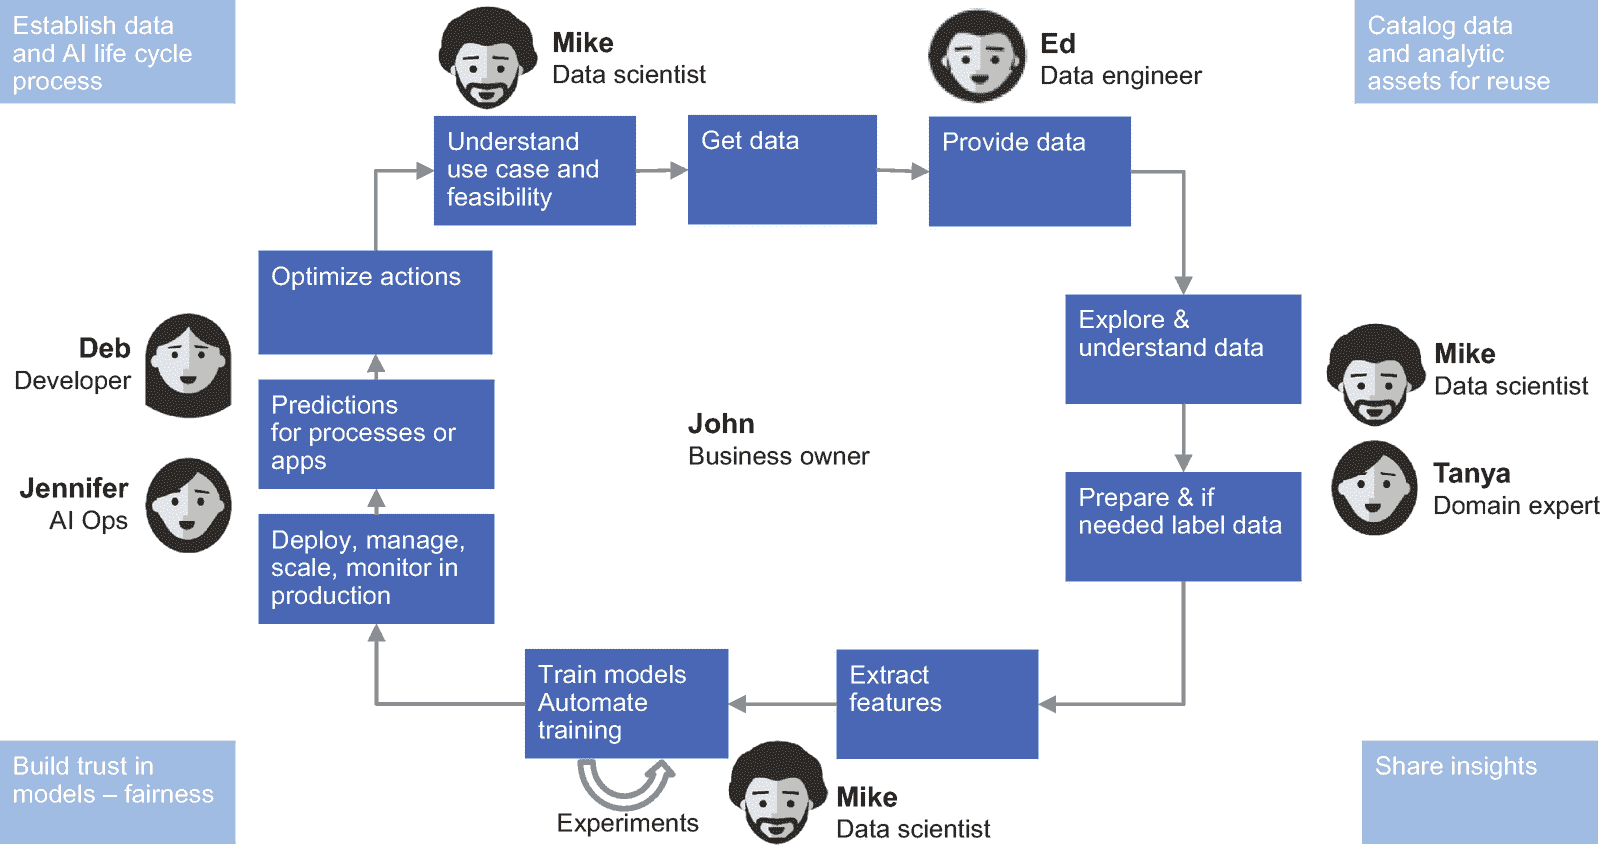 Establish data
and AI life cycle
process
Mike
Data scientist
Ed
Data engineer
Catalog data
and analytic
assets for reuse
Understand
use case and
feasibility
Get data
Provide data
Optimize actions
Explore &
understand data
Deb
Developer
Mike
Data scientist
Predictions
for processes or
apps
John
Business owner
Jennifer
AI Ops
Tanya
Domain expert
Prepare & if
needed label data
Deploy, manage,
scale, monitor in
production
Train models
Automate
training
Extract
features
Build trust in
models – fairness
Experiments
Mike
Data scientist
Share insights